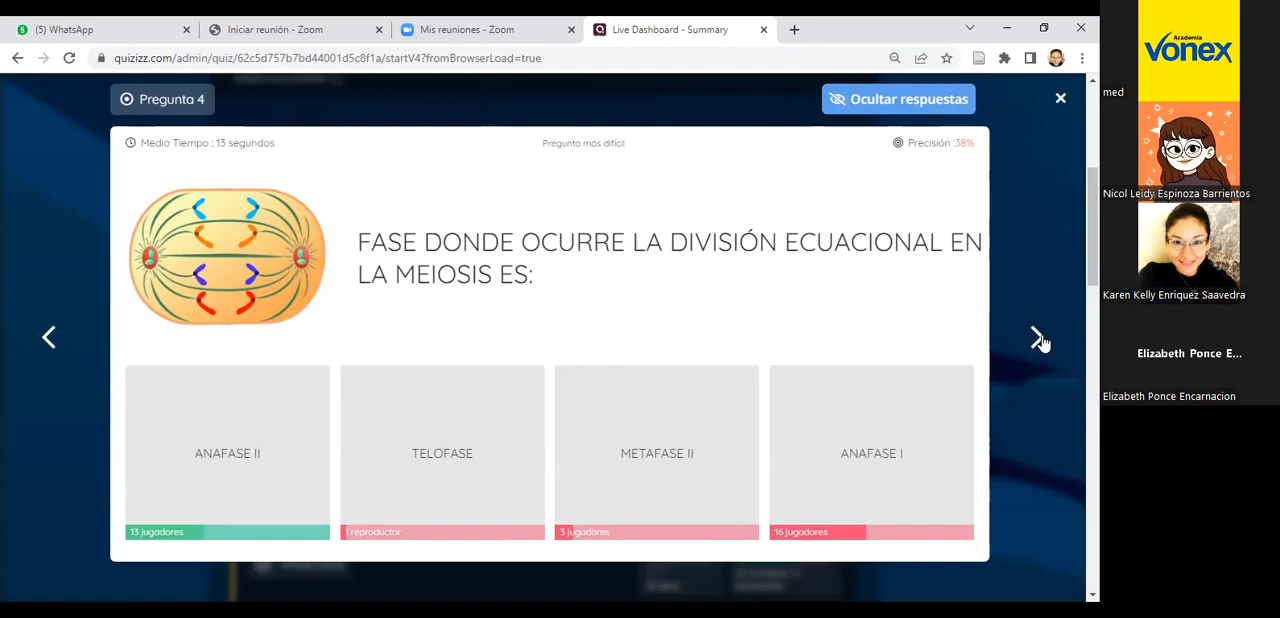 (5) WhatsApp
Iniciar reunión - Zoom
Mis reuniones - Zoom
Live Dashboard - Summary
quizizz.com/admin/quiz/62c5d757b7bd44001d5c8f1a/startV4?fromBrowserLoad=true
Pregunta 4
Ocultar respuestas
Medio Tiempo : 13 segundos
Pregunta más difícil
Precisión :38%
FASE DONDE OCURRE LA DIVISIÓN ECUACIONAL EN
LA MEIOSIS ES:
ANAFASE II
TELOFASE
METAFASE II
ANAFASE I
13 jugadores
1 reproductor
3 jugadores
16 jugadores
Academia
VONEX
med
Nicol Leidy Espinoza Barrientos
Karen Kelly Enriquez Saavedra
Elizabeth Ponce E...
Elizabeth Ponce Encarnacion